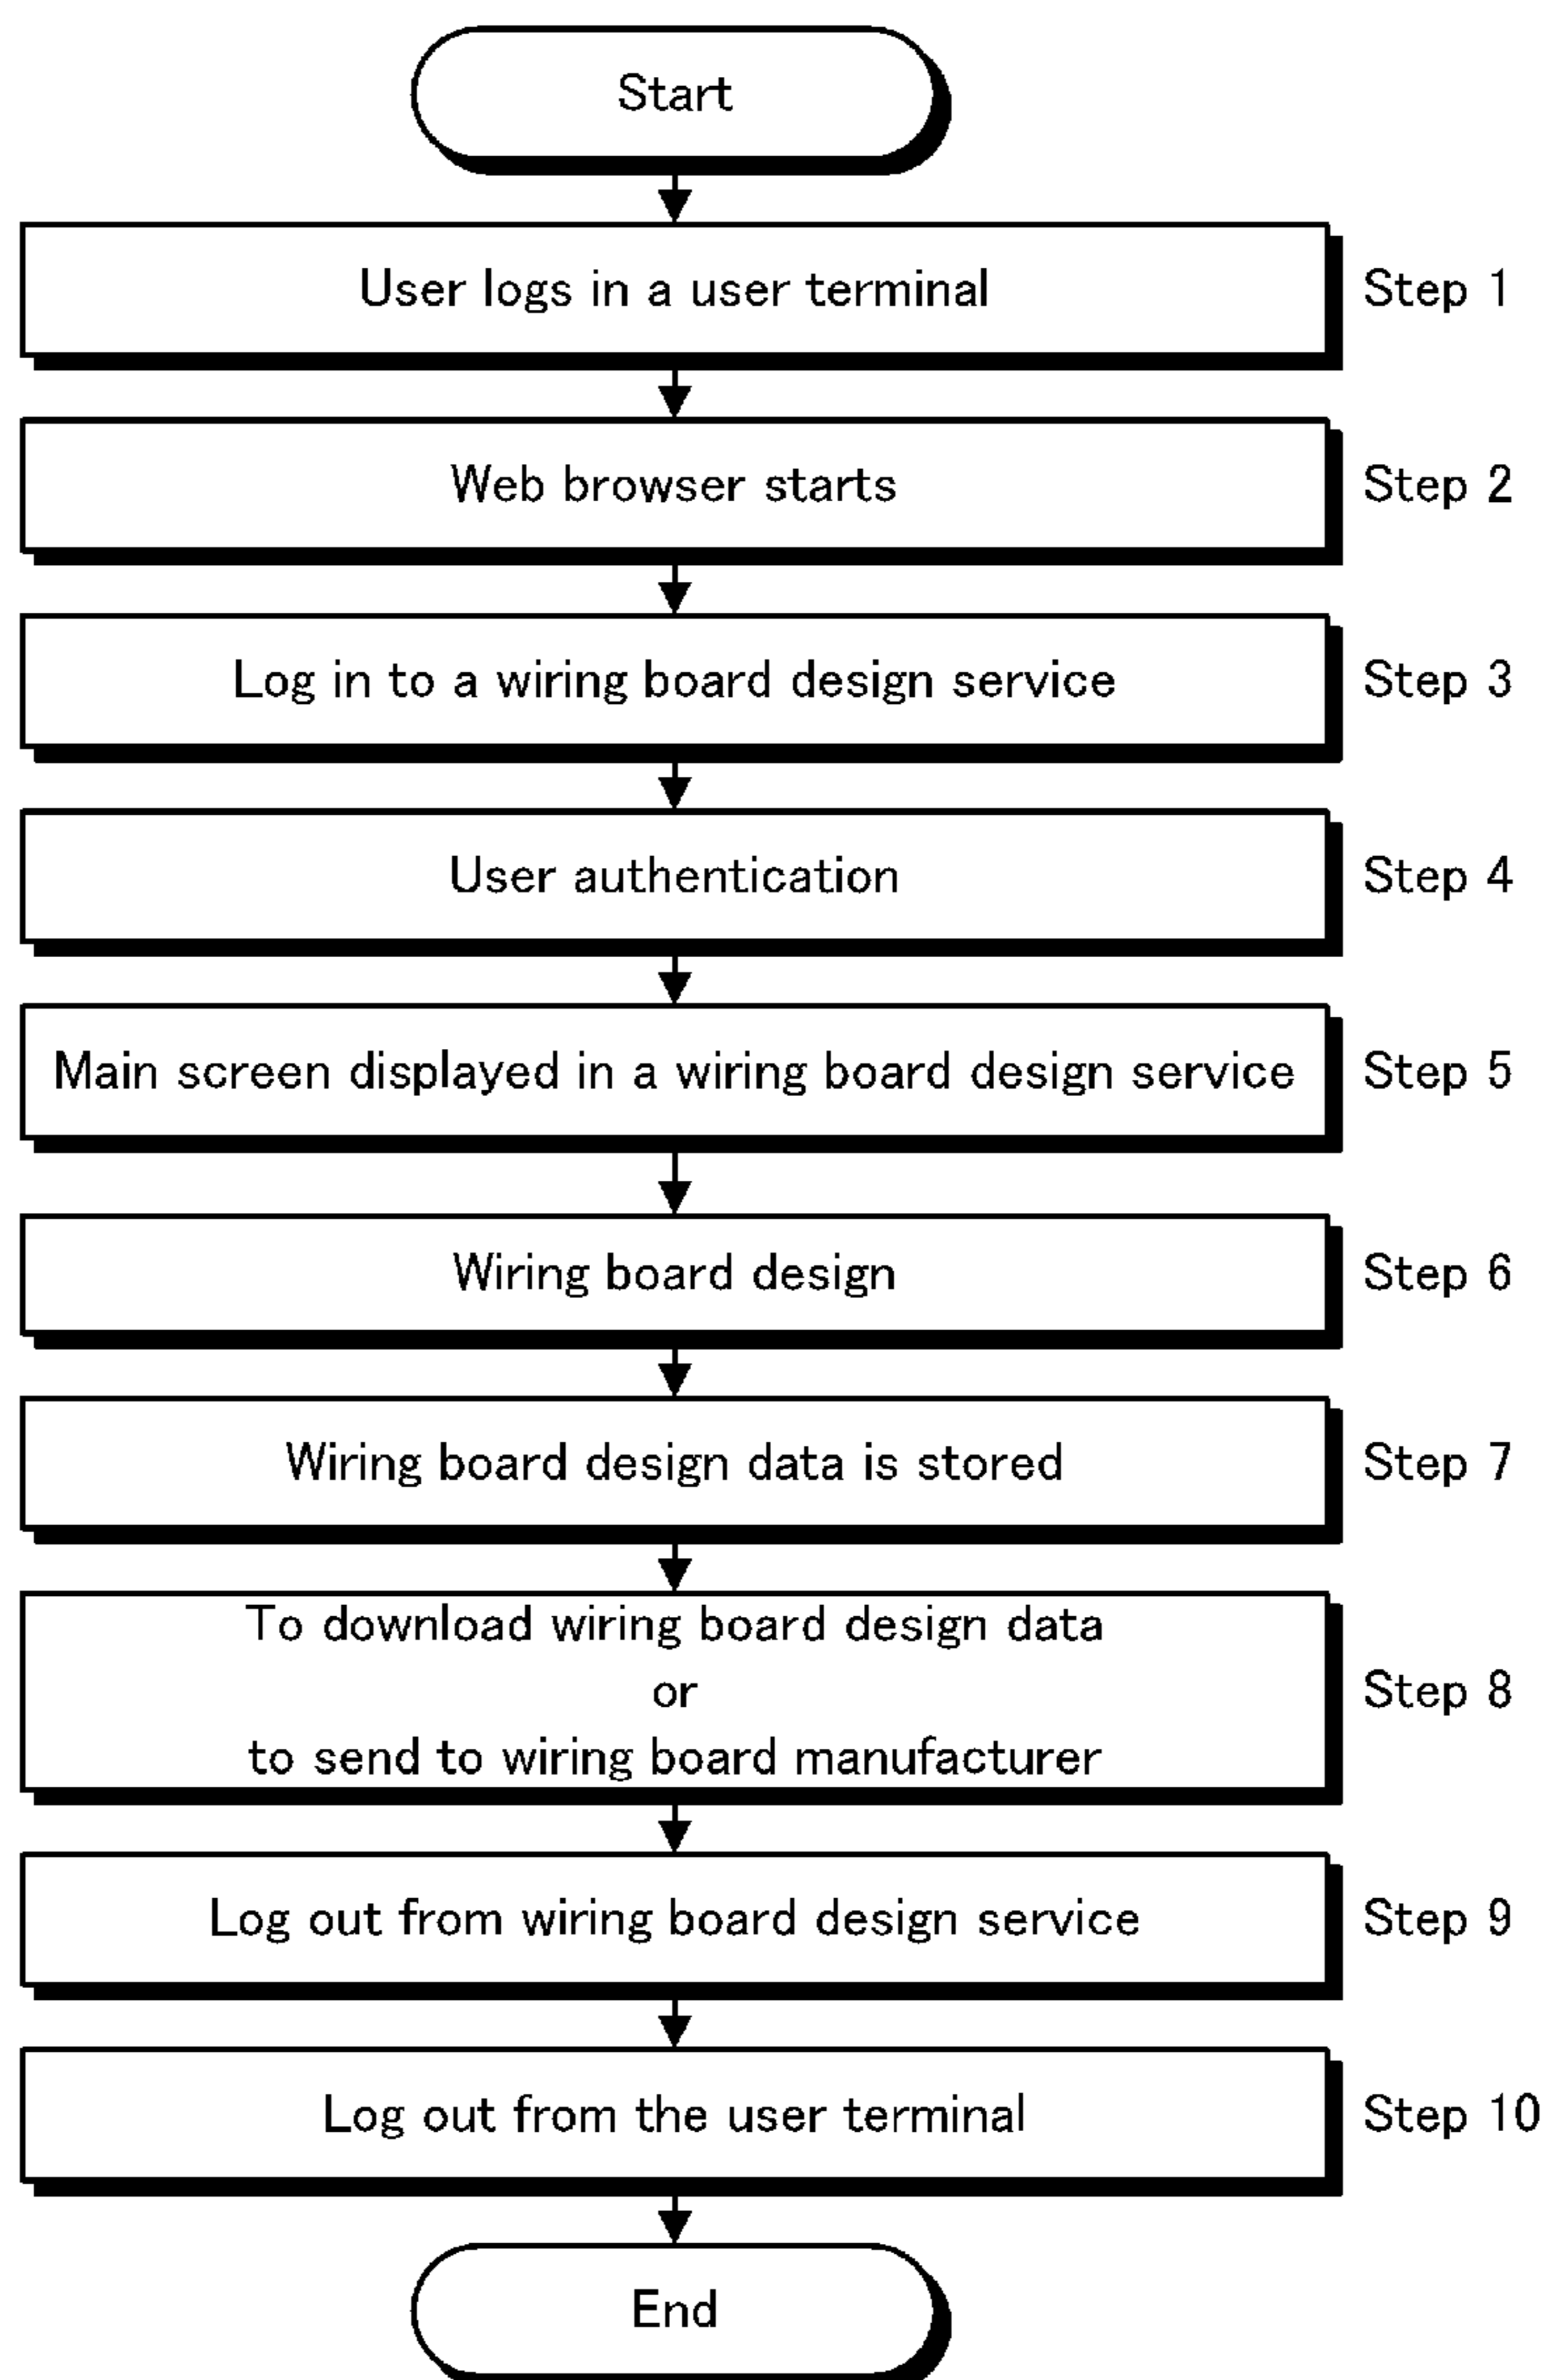 Start
User logs in a user terminal Step 1
Web browser starts Step 2
Log in to a wiring board design service Step 3
User authentication Step 4
Main screen displayed in a wiring board design service Step 5
Wiring board design Step 6
Wiring board design data is stored Step 7
To download wiring board design data
or Step 8
to send to wiring board manufacturer
Log out from wiring board design service Step 9
Log out from the user terminal Step 10
End